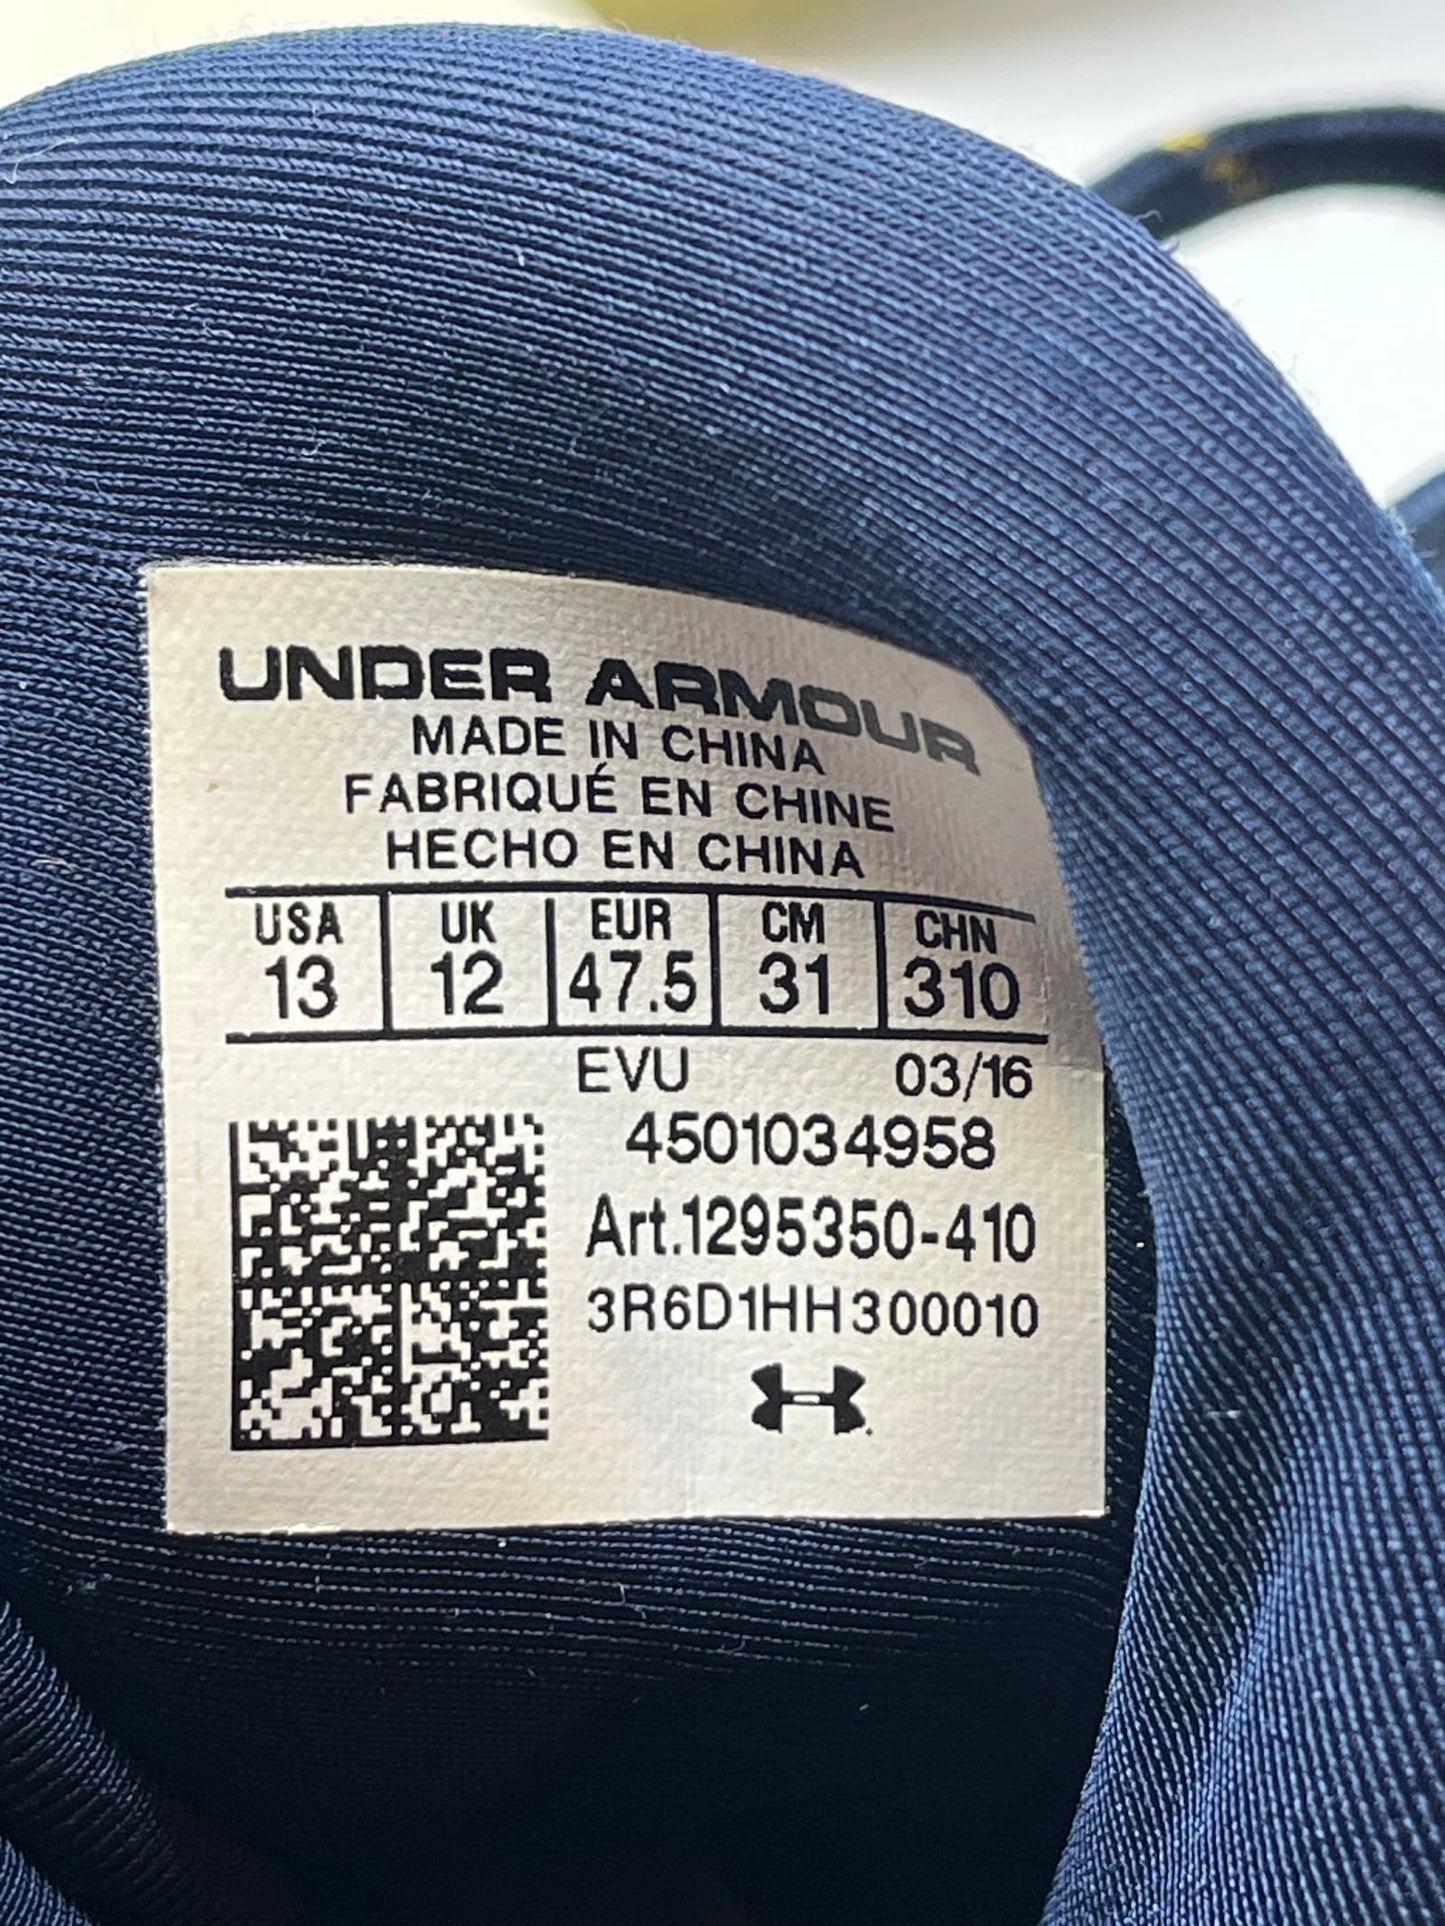 UNDER ARMOUR
MADE IN CHINA
FABRIQUÉ EN CHINE
HECHO EN CHINA
USA UK EUR CM CHN
13 12 47.5 31 310
EVU 03/16
4501034958
Art.1295350-410
3R6D1HH300010